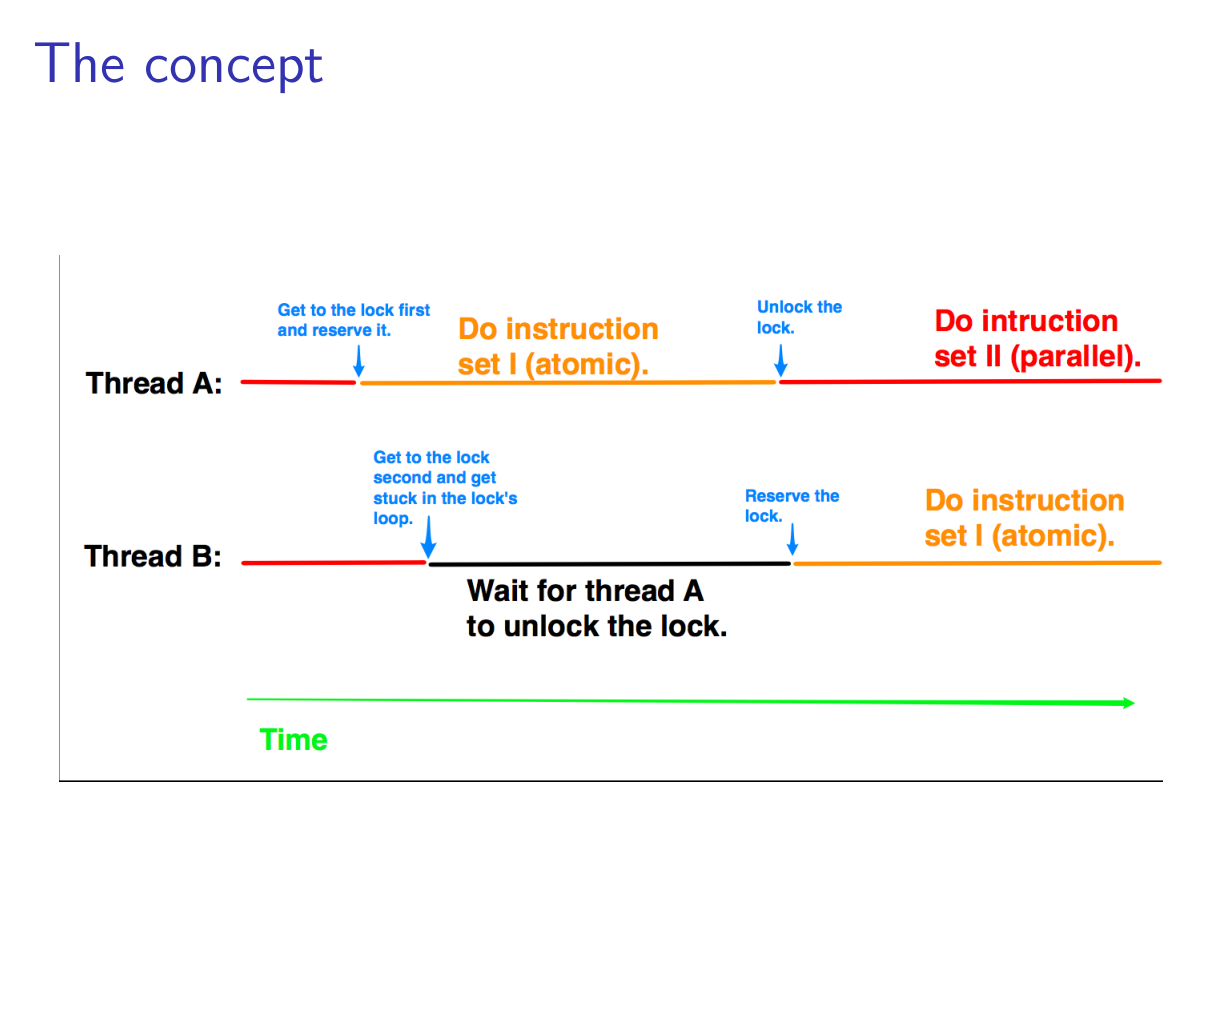 The concept
Get to the lock first
and reserve it.
Do instruction
set I (atomic).
Unlock the
lock.
Do intruction
set II (parallel).
Thread A:
Get to the lock
second and get
stuck in the lock's
loop.
Reserve the
lock.
Do instruction
set I (atomic).
Thread B:
Wait for thread A
to unlock the lock.
Time